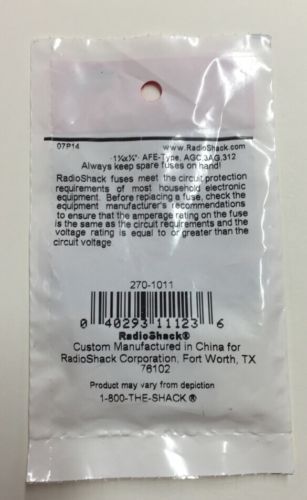 07P14 www.RadioShack.com
1¼x¼" AFE-Type, AGC,3AG,312
Always keep spare fuses on hand!
RadioShack fuses meet the circuit protection
requirements of most household electronic
equipment. Before replacing a fuse, check the
equipment manufacturer's recommendations
to ensure that the amperage rating on the fuse
is the same as the circuit requirements and the
voltage rating is equal to or greater than the
circuit voltage.
270-1011
0 40293 11123 6
RadioShack®
Custom Manufactured in China for
RadioShack Corporation, Fort Worth, TX
76102
Product may vary from depiction
1-800-THE-SHACK ®